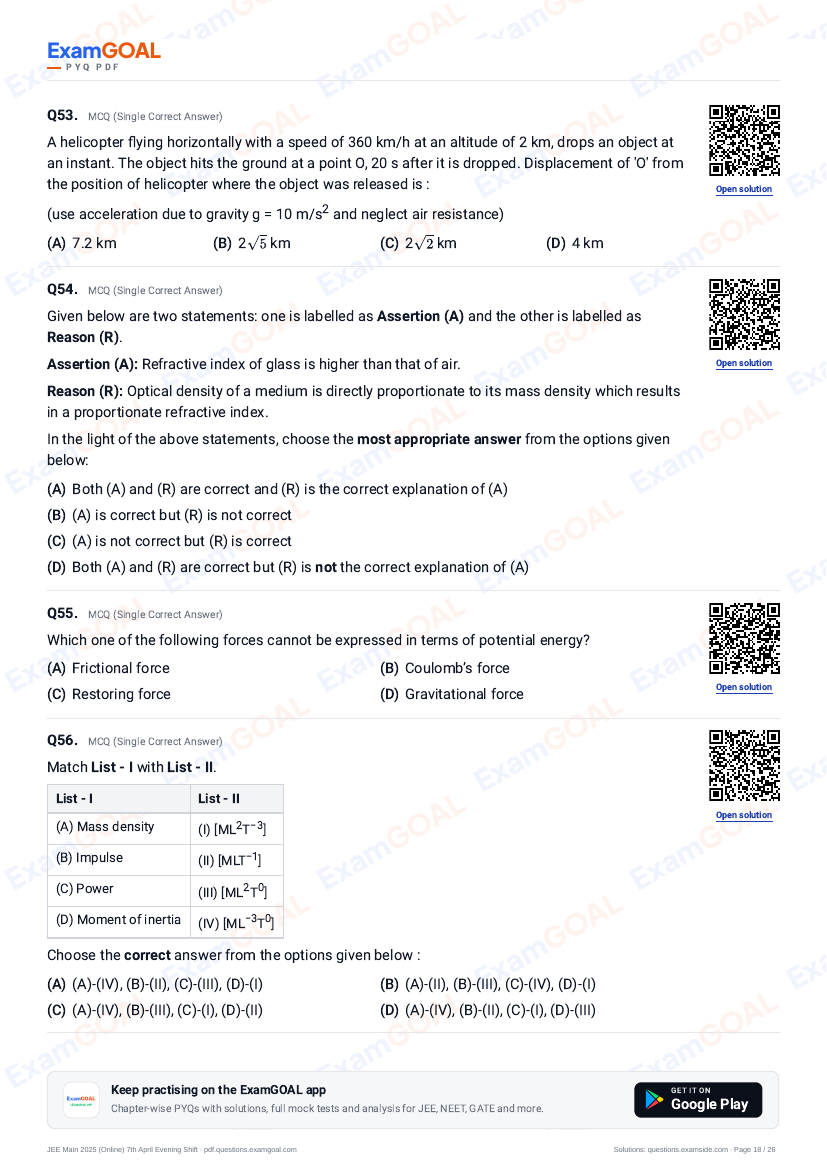 ExamGOAL
PYQ PDF
Q53. MCQ (Single Correct Answer)
A helicopter flying horizontally with a speed of 360 km/h at an altitude of 2 km, drops an object at
an instant. The object hits the ground at a point O, 20 s after it is dropped. Displacement of 'O' from
the position of helicopter where the object was released is :
(use acceleration due to gravity g = 10 m/s² and neglect air resistance)
(A) 7.2 km (B) 2√5 km (C) 2√2 km (D) 4 km
Open solution
Q54. MCQ (Single Correct Answer)
Given below are two statements: one is labelled as Assertion (A) and the other is labelled as
Reason (R).
Assertion (A): Refractive index of glass is higher than that of air.
Reason (R): Optical density of a medium is directly proportionate to its mass density which results
in a proportionate refractive index.
In the light of the above statements, choose the most appropriate answer from the options given
below:
(A) Both (A) and (R) are correct and (R) is the correct explanation of (A)
(B) (A) is correct but (R) is not correct
(C) (A) is not correct but (R) is correct
(D) Both (A) and (R) are correct but (R) is not the correct explanation of (A)
Open solution
Q55. MCQ (Single Correct Answer)
Which one of the following forces cannot be expressed in terms of potential energy?
(A) Frictional force (B) Coulomb’s force
(C) Restoring force (D) Gravitational force
Open solution
Q56. MCQ (Single Correct Answer)
Match List - I with List - II.
List - I List - II
(A) Mass density (I) [ML²T⁻³]
(B) Impulse (II) [MLT⁻¹]
(C) Power (III) [ML²T⁰]
(D) Moment of inertia (IV) [ML⁻³T⁰]
Choose the correct answer from the options given below :
(A) (A)-(IV), (B)-(II), (C)-(III), (D)-(I) (B) (A)-(II), (B)-(III), (C)-(IV), (D)-(I)
(C) (A)-(IV), (B)-(III), (C)-(I), (D)-(II) (D) (A)-(IV), (B)-(II), (C)-(I), (D)-(III)
Open solution
ExamGOAL
Keep practising on the ExamGOAL app
Chapter-wise PYQs with solutions, full mock tests and analysis for JEE, NEET, GATE and more.
GET IT ON
Google Play
JEE Main 2025 (Online) 7th April Evening Shift · pdf.questions.examgoal.com
Solutions: questions.examside.com · Page 18 / 26